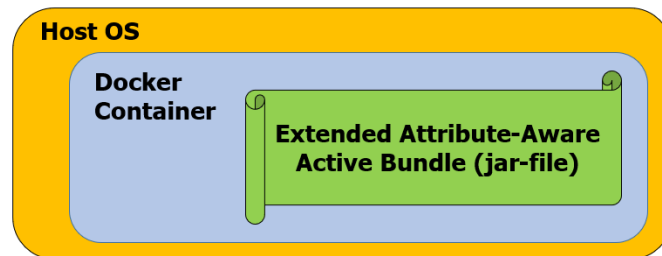 Host OS
Docker
Container
Extended Attribute-Aware
Active Bundle (jar-file)